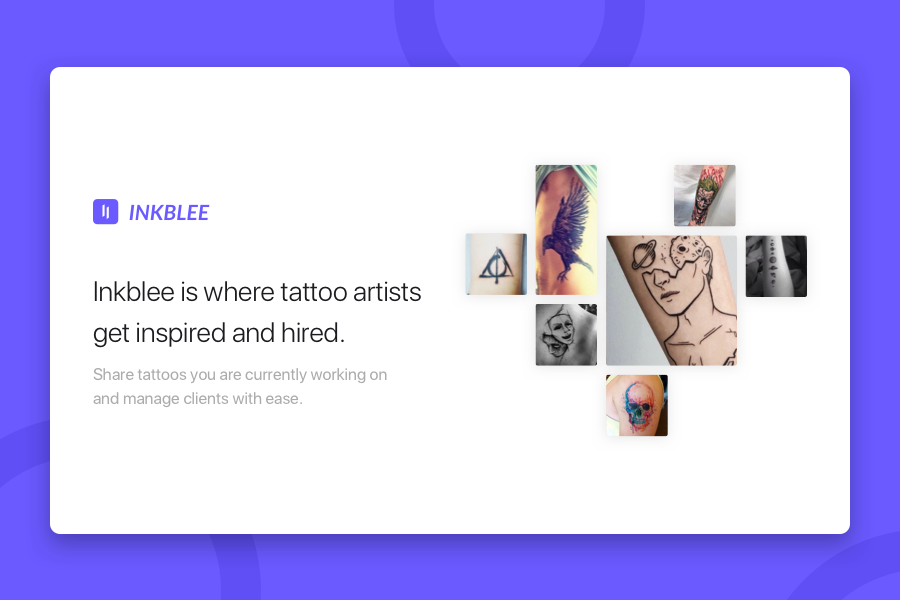 INKBLEE
Inkblee is where tattoo artists
get inspired and hired.
Share tattoos you are currently working on
and manage clients with ease.